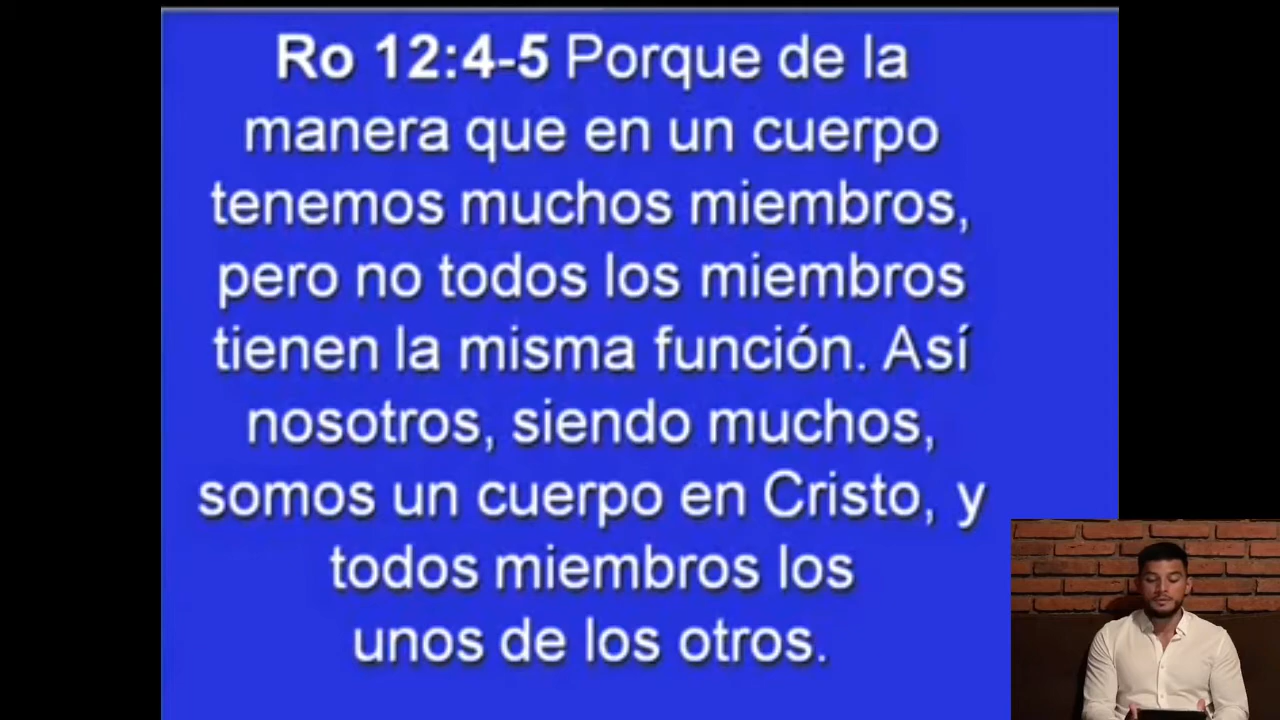 Ro 12:4-5 Porque de la
manera que en un cuerpo
tenemos muchos miembros,
pero no todos los miembros
tienen la misma función. Así
nosotros, siendo muchos,
somos un cuerpo en Cristo, y
todos miembros los
unos de los otros.